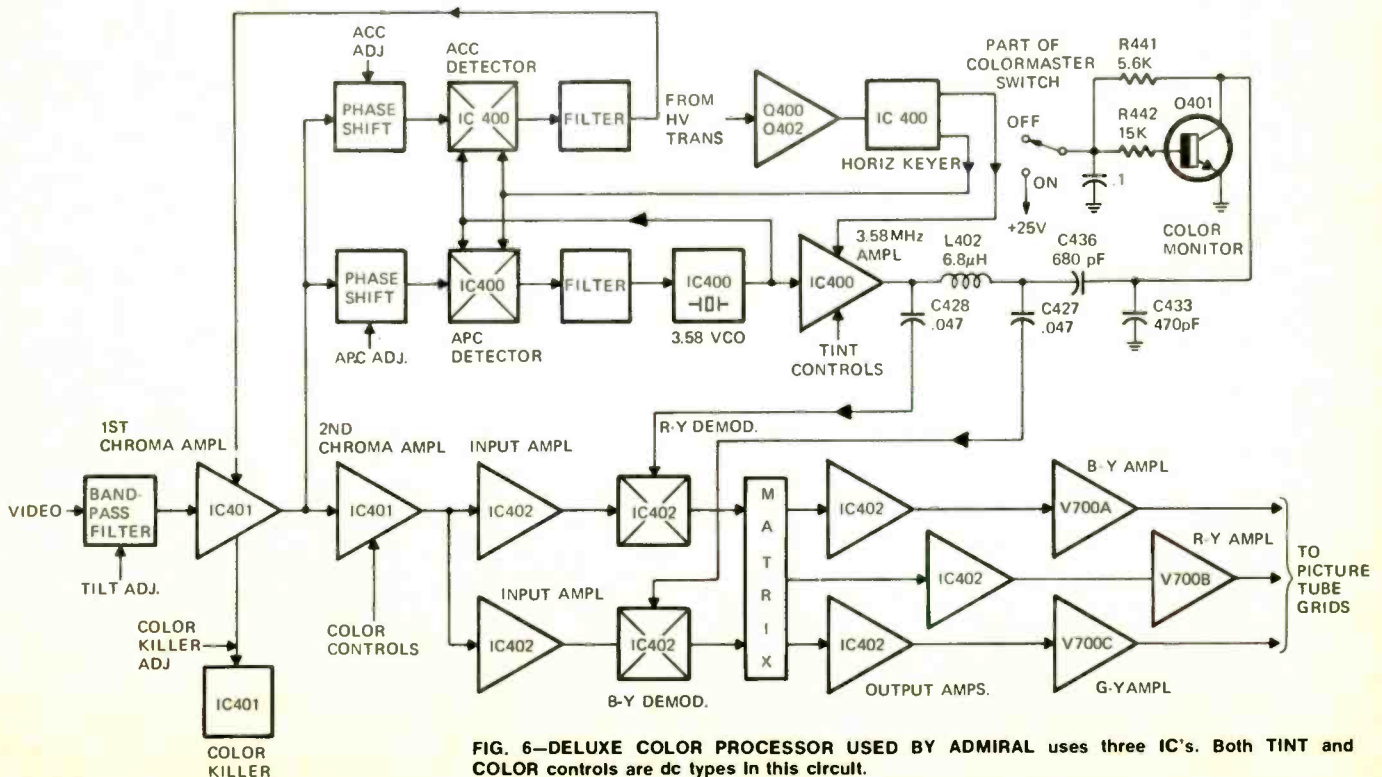 ACC
ADJ
ACC
DETECTOR
PHASE
SHIFT
IC 400
FILTER
FROM
HV
TRANS
Q400
Q402
IC 400
HORIZ KEYER
PART OF
COLORMASTER
SWITCH
OFF
ON
+25V
R441
5.6K
R442
15K
Q401
.1
COLOR
MONITOR
PHASE
SHIFT
APC ADJ.
IC400
APC
DETECTOR
FILTER
IC400
3.58 VCO
3.58MHz
AMPL
IC400
TINT
CONTROLS
L402
6.8μH
C428
.047
C427
.047
C436
680 pF
C433
470pF
VIDEO
BAND-
PASS
FILTER
TILT ADJ.
1ST
CHROMA AMPL
IC401
COLOR
KILLER
ADJ
IC401
COLOR
KILLER
2ND
CHROMA AMPL
IC401
COLOR
CONTROLS
INPUT AMPL
IC402
INPUT AMPL
IC402
R-Y DEMOD.
IC402
IC402
B-Y DEMOD.
MATRIX
IC402
IC402
IC402
OUTPUT AMPS.
B-Y AMPL
V700A
R-Y AMPL
V700B
V700C
G-YAMPL
TO
PICTURE
TUBE
GRIDS
FIG. 6—DELUXE COLOR PROCESSOR USED BY ADMIRAL uses three IC's. Both TINT and
COLOR controls are dc types in this circuit.